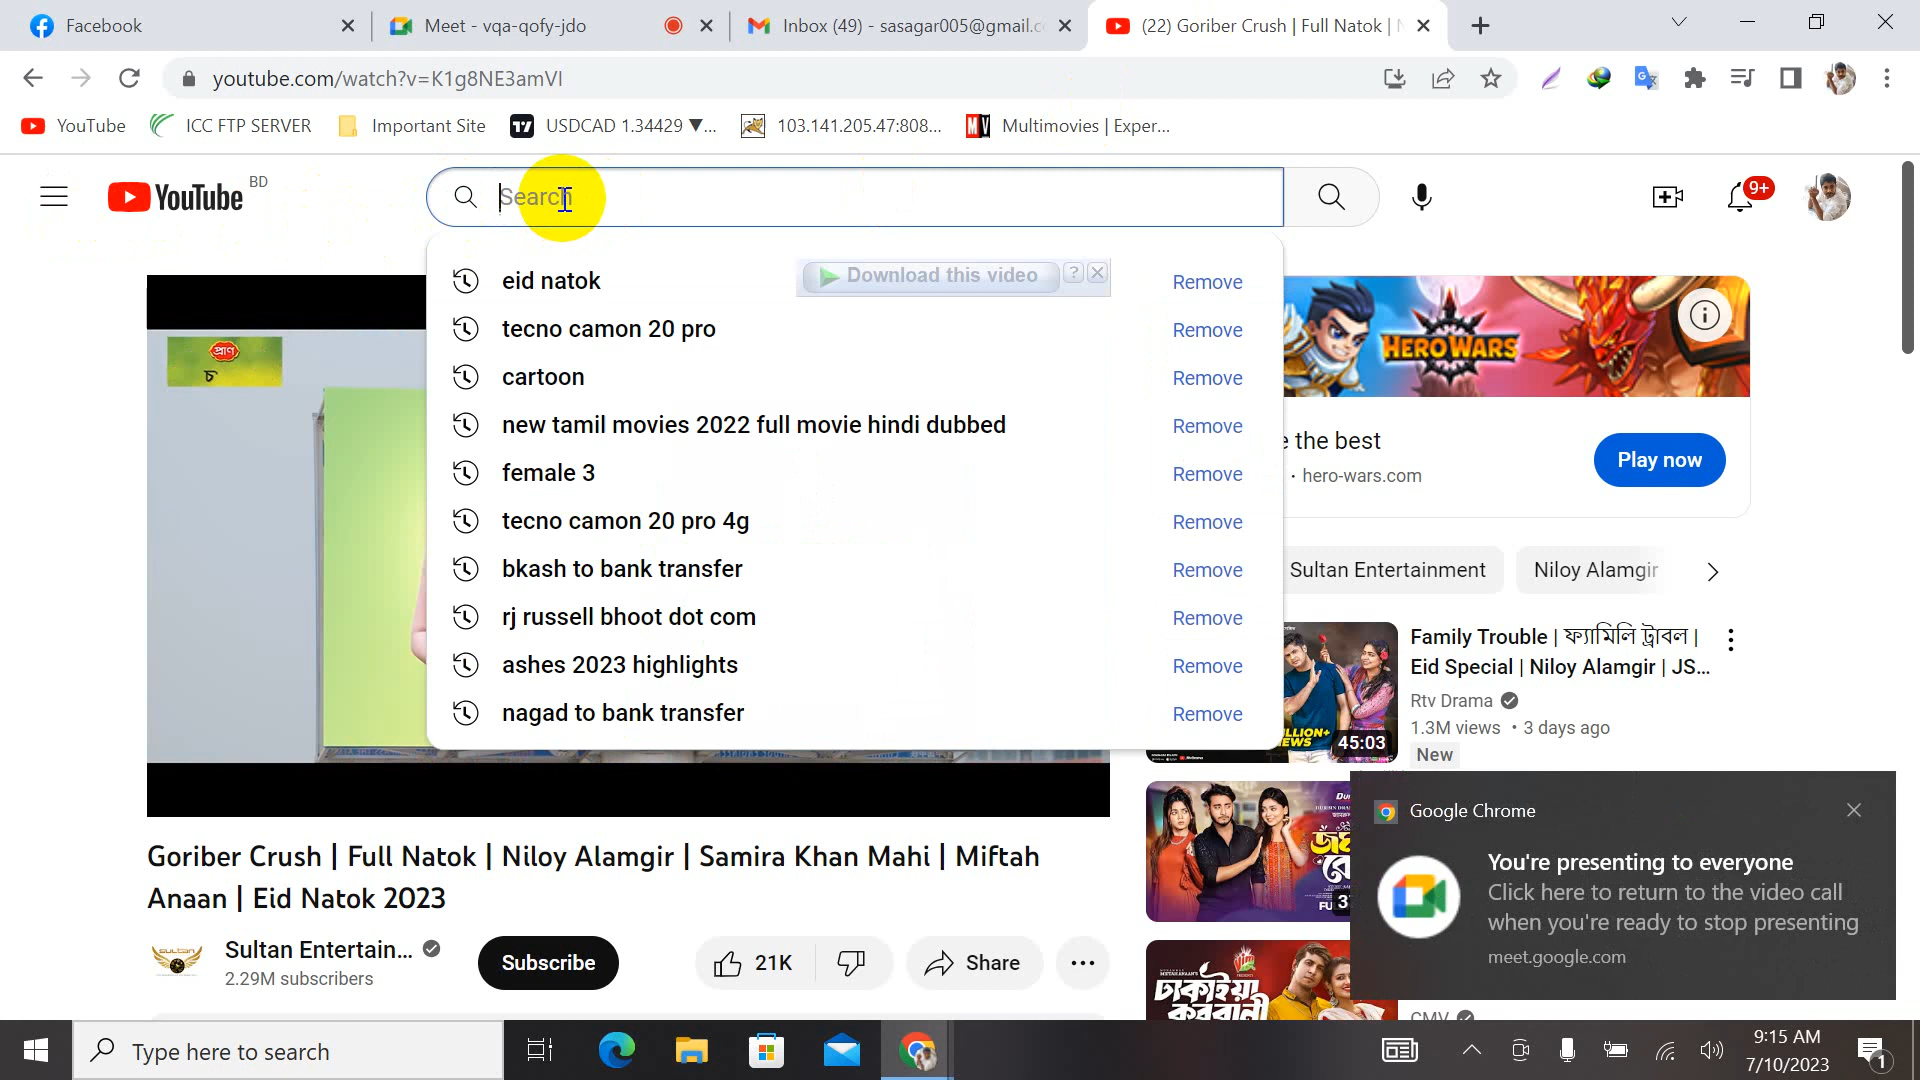 Facebook
Meet - vqa-qofy-jdo
Inbox (49) - sasagar005@gmail.c
(22) Goriber Crush | Full Natok |
youtube.com/watch?v=K1g8NE3amVI
YouTube
ICC FTP SERVER
Important Site
USDCAD 1.34429 ▼...
103.141.205.47:808...
Multimovies | Exper...
YouTube BD
Search
9+
eid natok
Download this video
?
Remove
tecno camon 20 pro
Remove
cartoon
Remove
new tamil movies 2022 full movie hindi dubbed
Remove
female 3
Remove
tecno camon 20 pro 4g
Remove
bkash to bank transfer
Remove
rj russell bhoot dot com
Remove
ashes 2023 highlights
Remove
nagad to bank transfer
Remove
প্রাণ
চ
HERO WARS
the best
· hero-wars.com
Play now
Sultan Entertainment
Niloy Alamgir
Family Trouble | ফ্যামিলি ট্রাবল |
Eid Special | Niloy Alamgir | JS...
Rtv Drama
1.3M views • 3 days ago
New
45:03
Goriber Crush | Full Natok | Niloy Alamgir | Samira Khan Mahi | Miftah
Anaan | Eid Natok 2023
Sultan Entertain...
2.29M subscribers
Subscribe
21K
Share
ঢাকাইয়া
কুরবানী
CMV
Google Chrome
You're presenting to everyone
Click here to return to the video call
when you're ready to stop presenting
meet.google.com
Type here to search
9:15 AM
7/10/2023
1